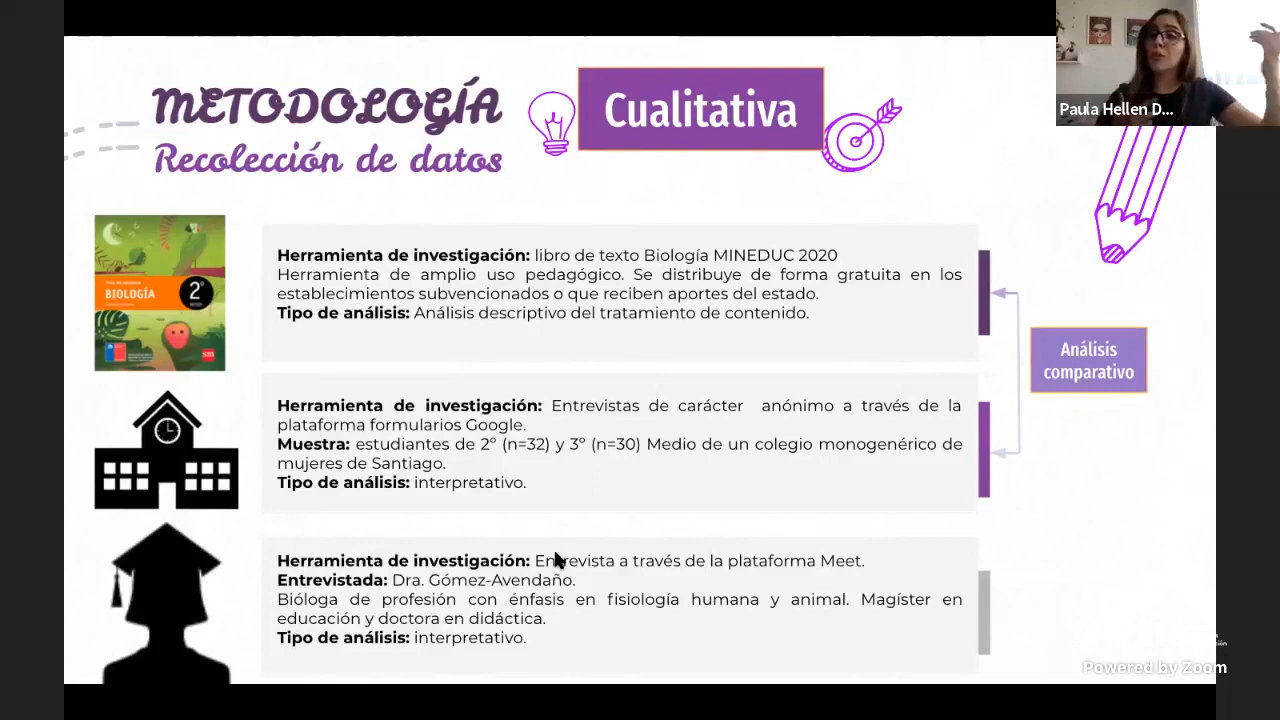 METODOLOGÍA
Recolección de datos
Cualitativa
Paula Hellen D...
BIOLOGÍA
2º
sm
Herramienta de investigación: libro de texto Biología MINEDUC 2020
Herramienta de amplio uso pedagógico. Se distribuye de forma gratuita en los
establecimientos subvencionados o que reciben aportes del estado.
Tipo de análisis: Análisis descriptivo del tratamiento de contenido.
Análisis
comparativo
Herramienta de investigación: Entrevistas de carácter anónimo a través de la
plataforma formularios Google.
Muestra: estudiantes de 2º (n=32) y 3º (n=30) Medio de un colegio monogenérico de
mujeres de Santiago.
Tipo de análisis: interpretativo.
Herramienta de investigación: Entrevista a través de la plataforma Meet.
Entrevistada: Dra. Gómez-Avendaño.
Bióloga de profesión con énfasis en fisiología humana y animal. Magíster en
educación y doctora en didáctica.
Tipo de análisis: interpretativo.
Powered by Zoom